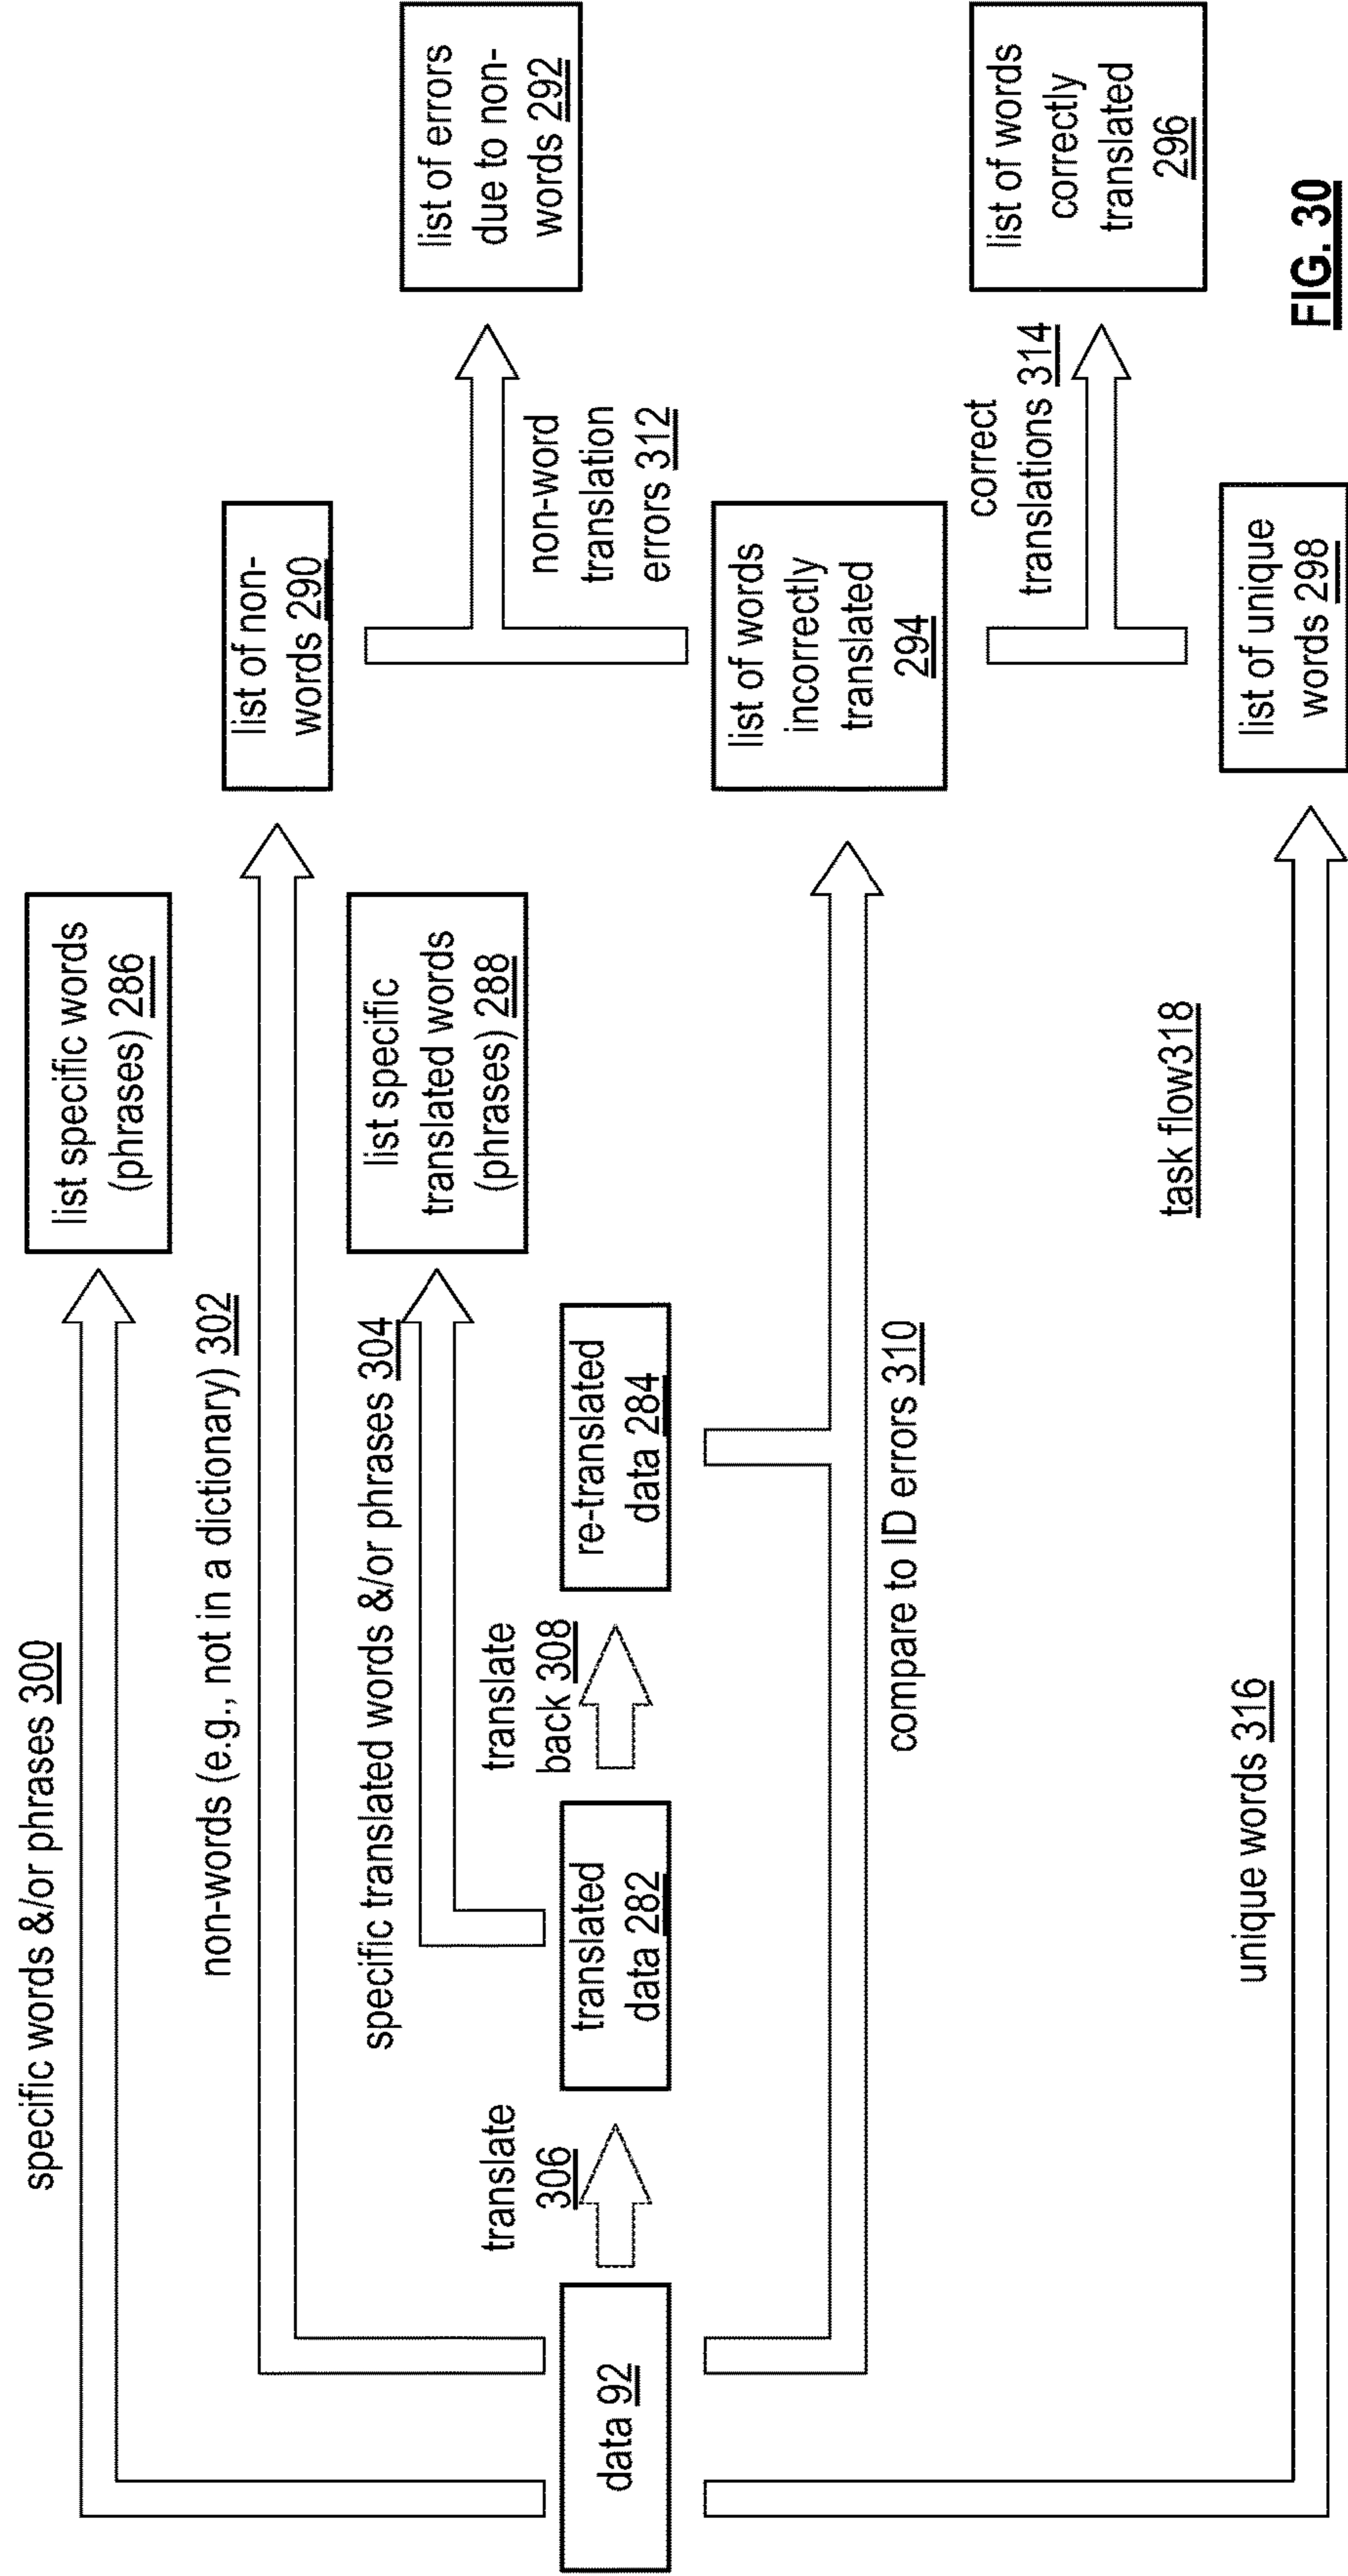 specific words &/or phrases 300
list specific words
(phrases) 286
non-words (e.g., not in a dictionary) 302
list of non-
words 290
list of errors
due to non-
words 292
specific translated words &/or phrases 304
list specific
translated words
(phrases) 288
non-word
translation
errors 312
translate
306
translate
back 308
data 92
translated
data 282
re-translated
data 284
list of words
incorrectly
translated
294
compare to ID errors 310
correct
translations 314
list of words
correctly
translated
296
task flow318
unique words 316
list of unique
words 298
FIG. 30